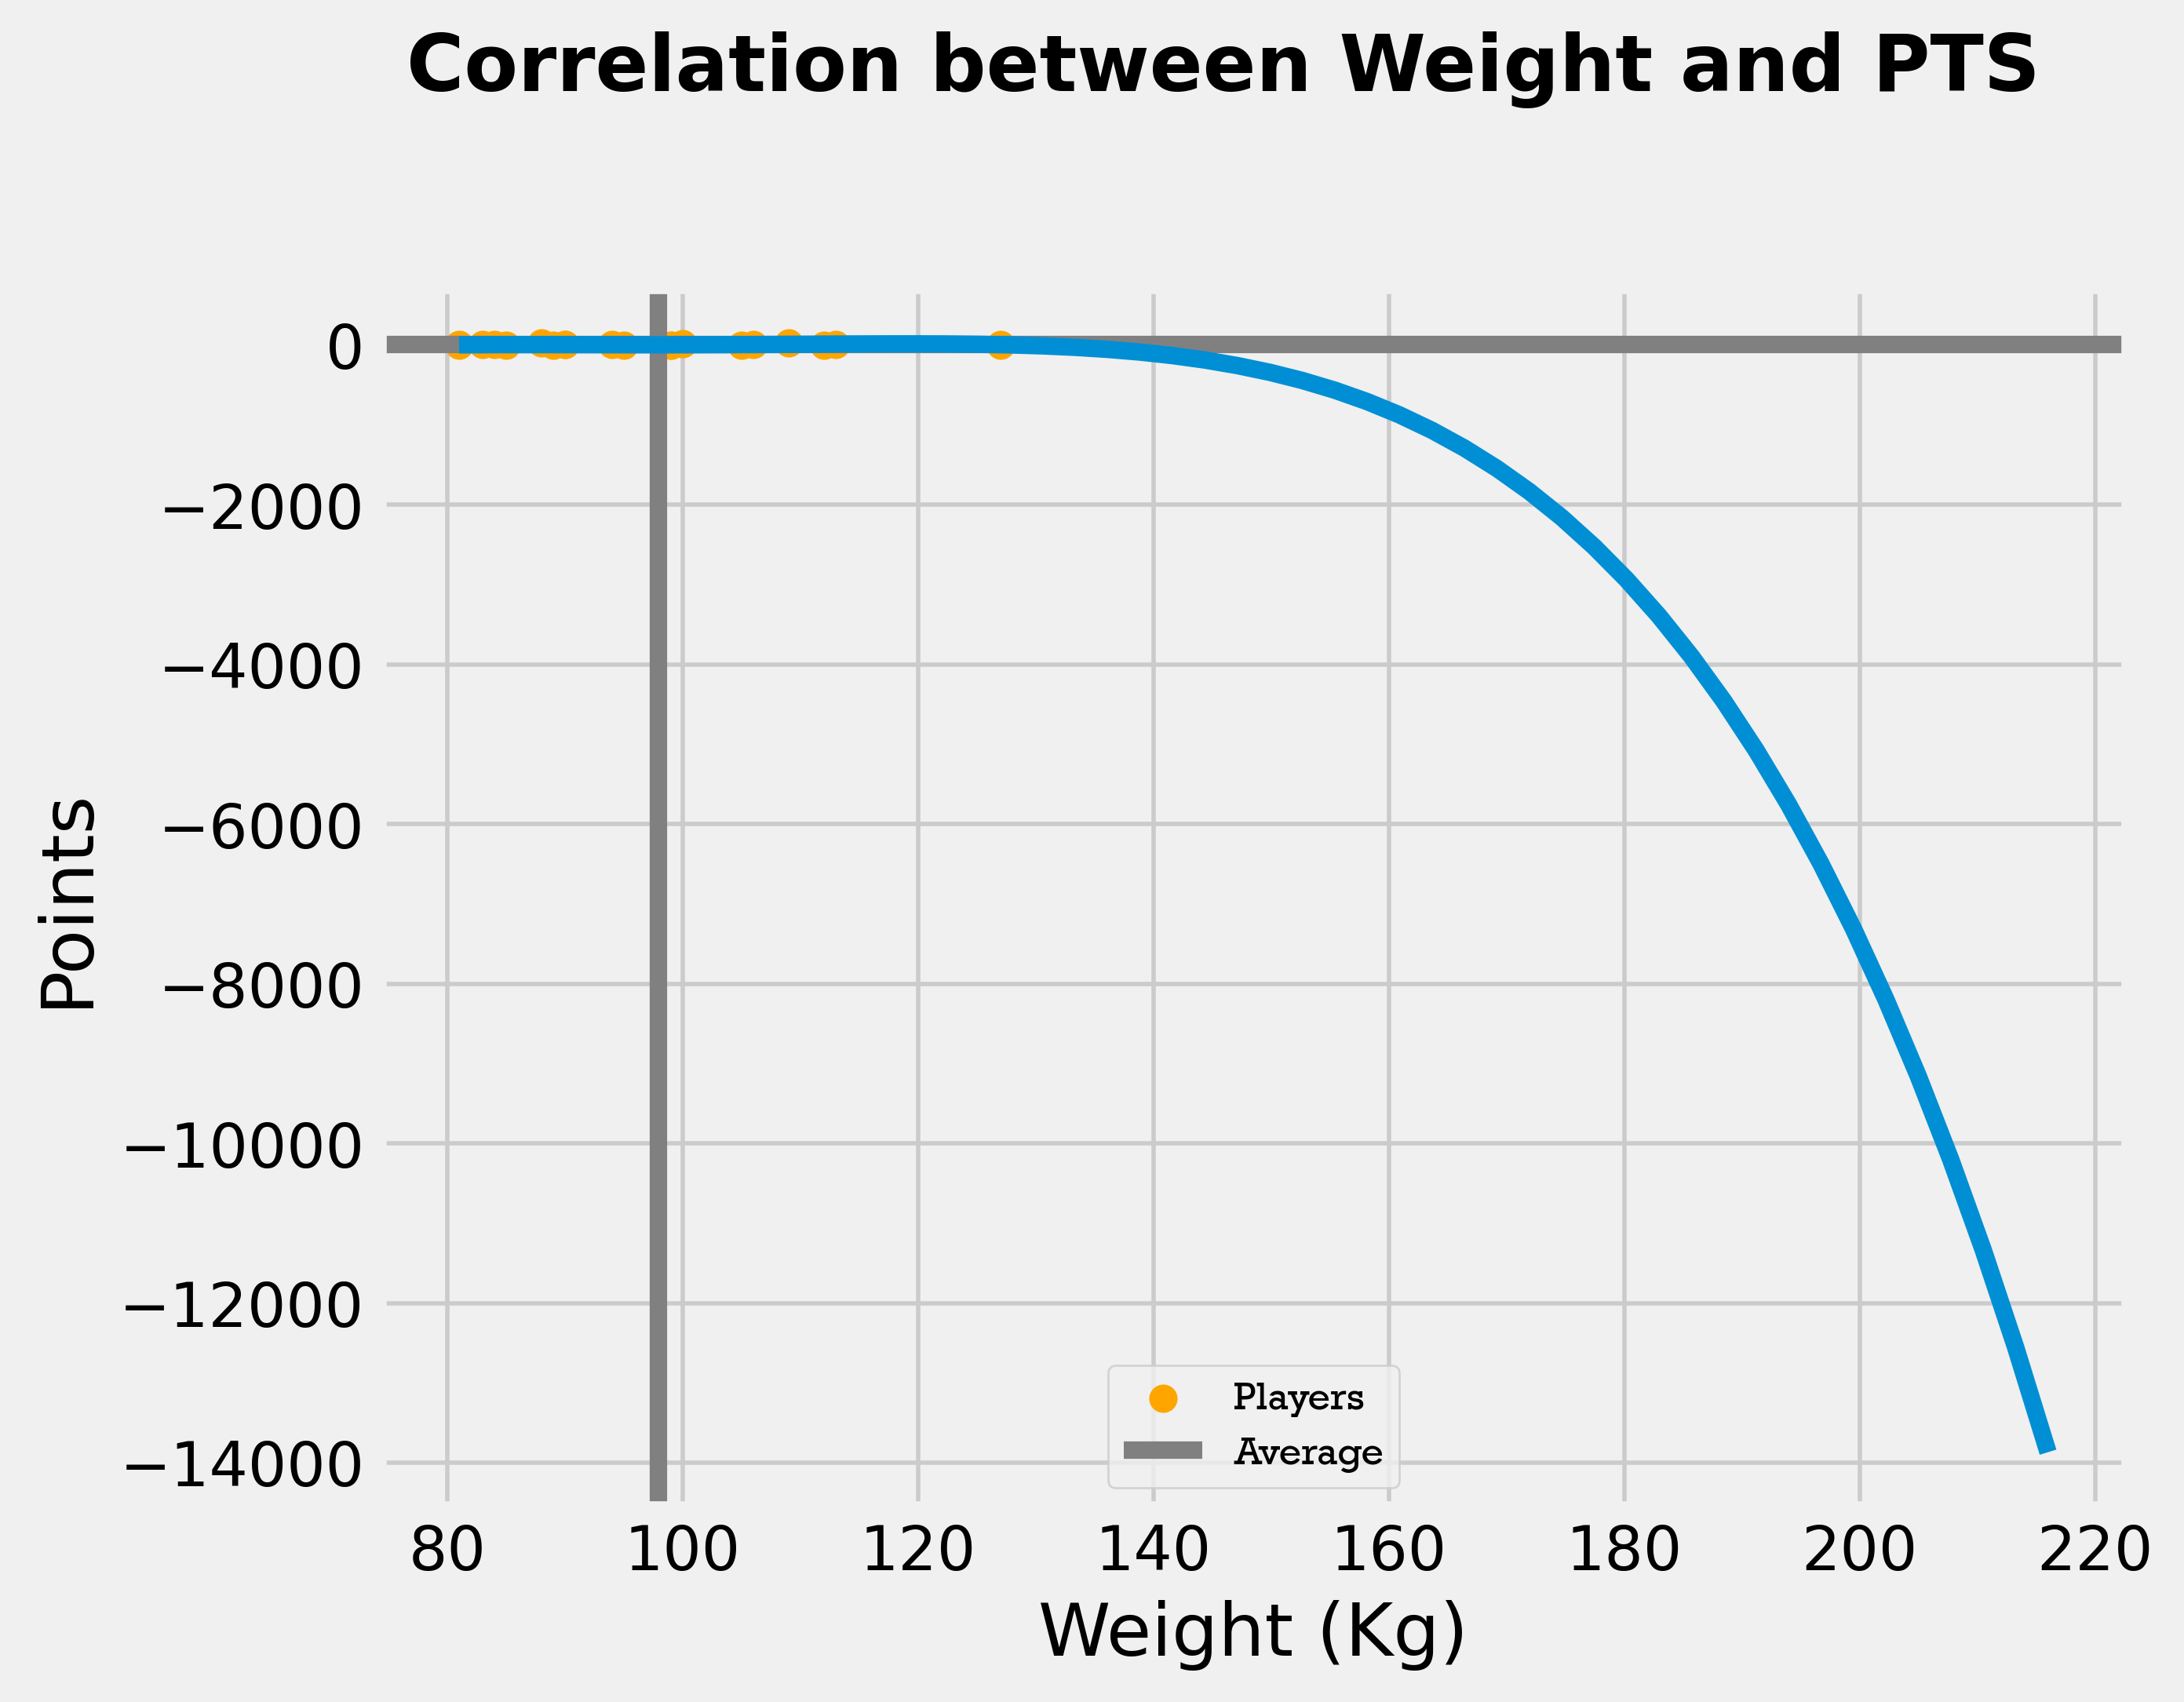 Correlation between Weight and PTS
0
−2000
−4000
−6000
−8000
−10000
−12000
−14000
Points
Players
Average
80 100 120 140 160 180 200 220
Weight (Kg)